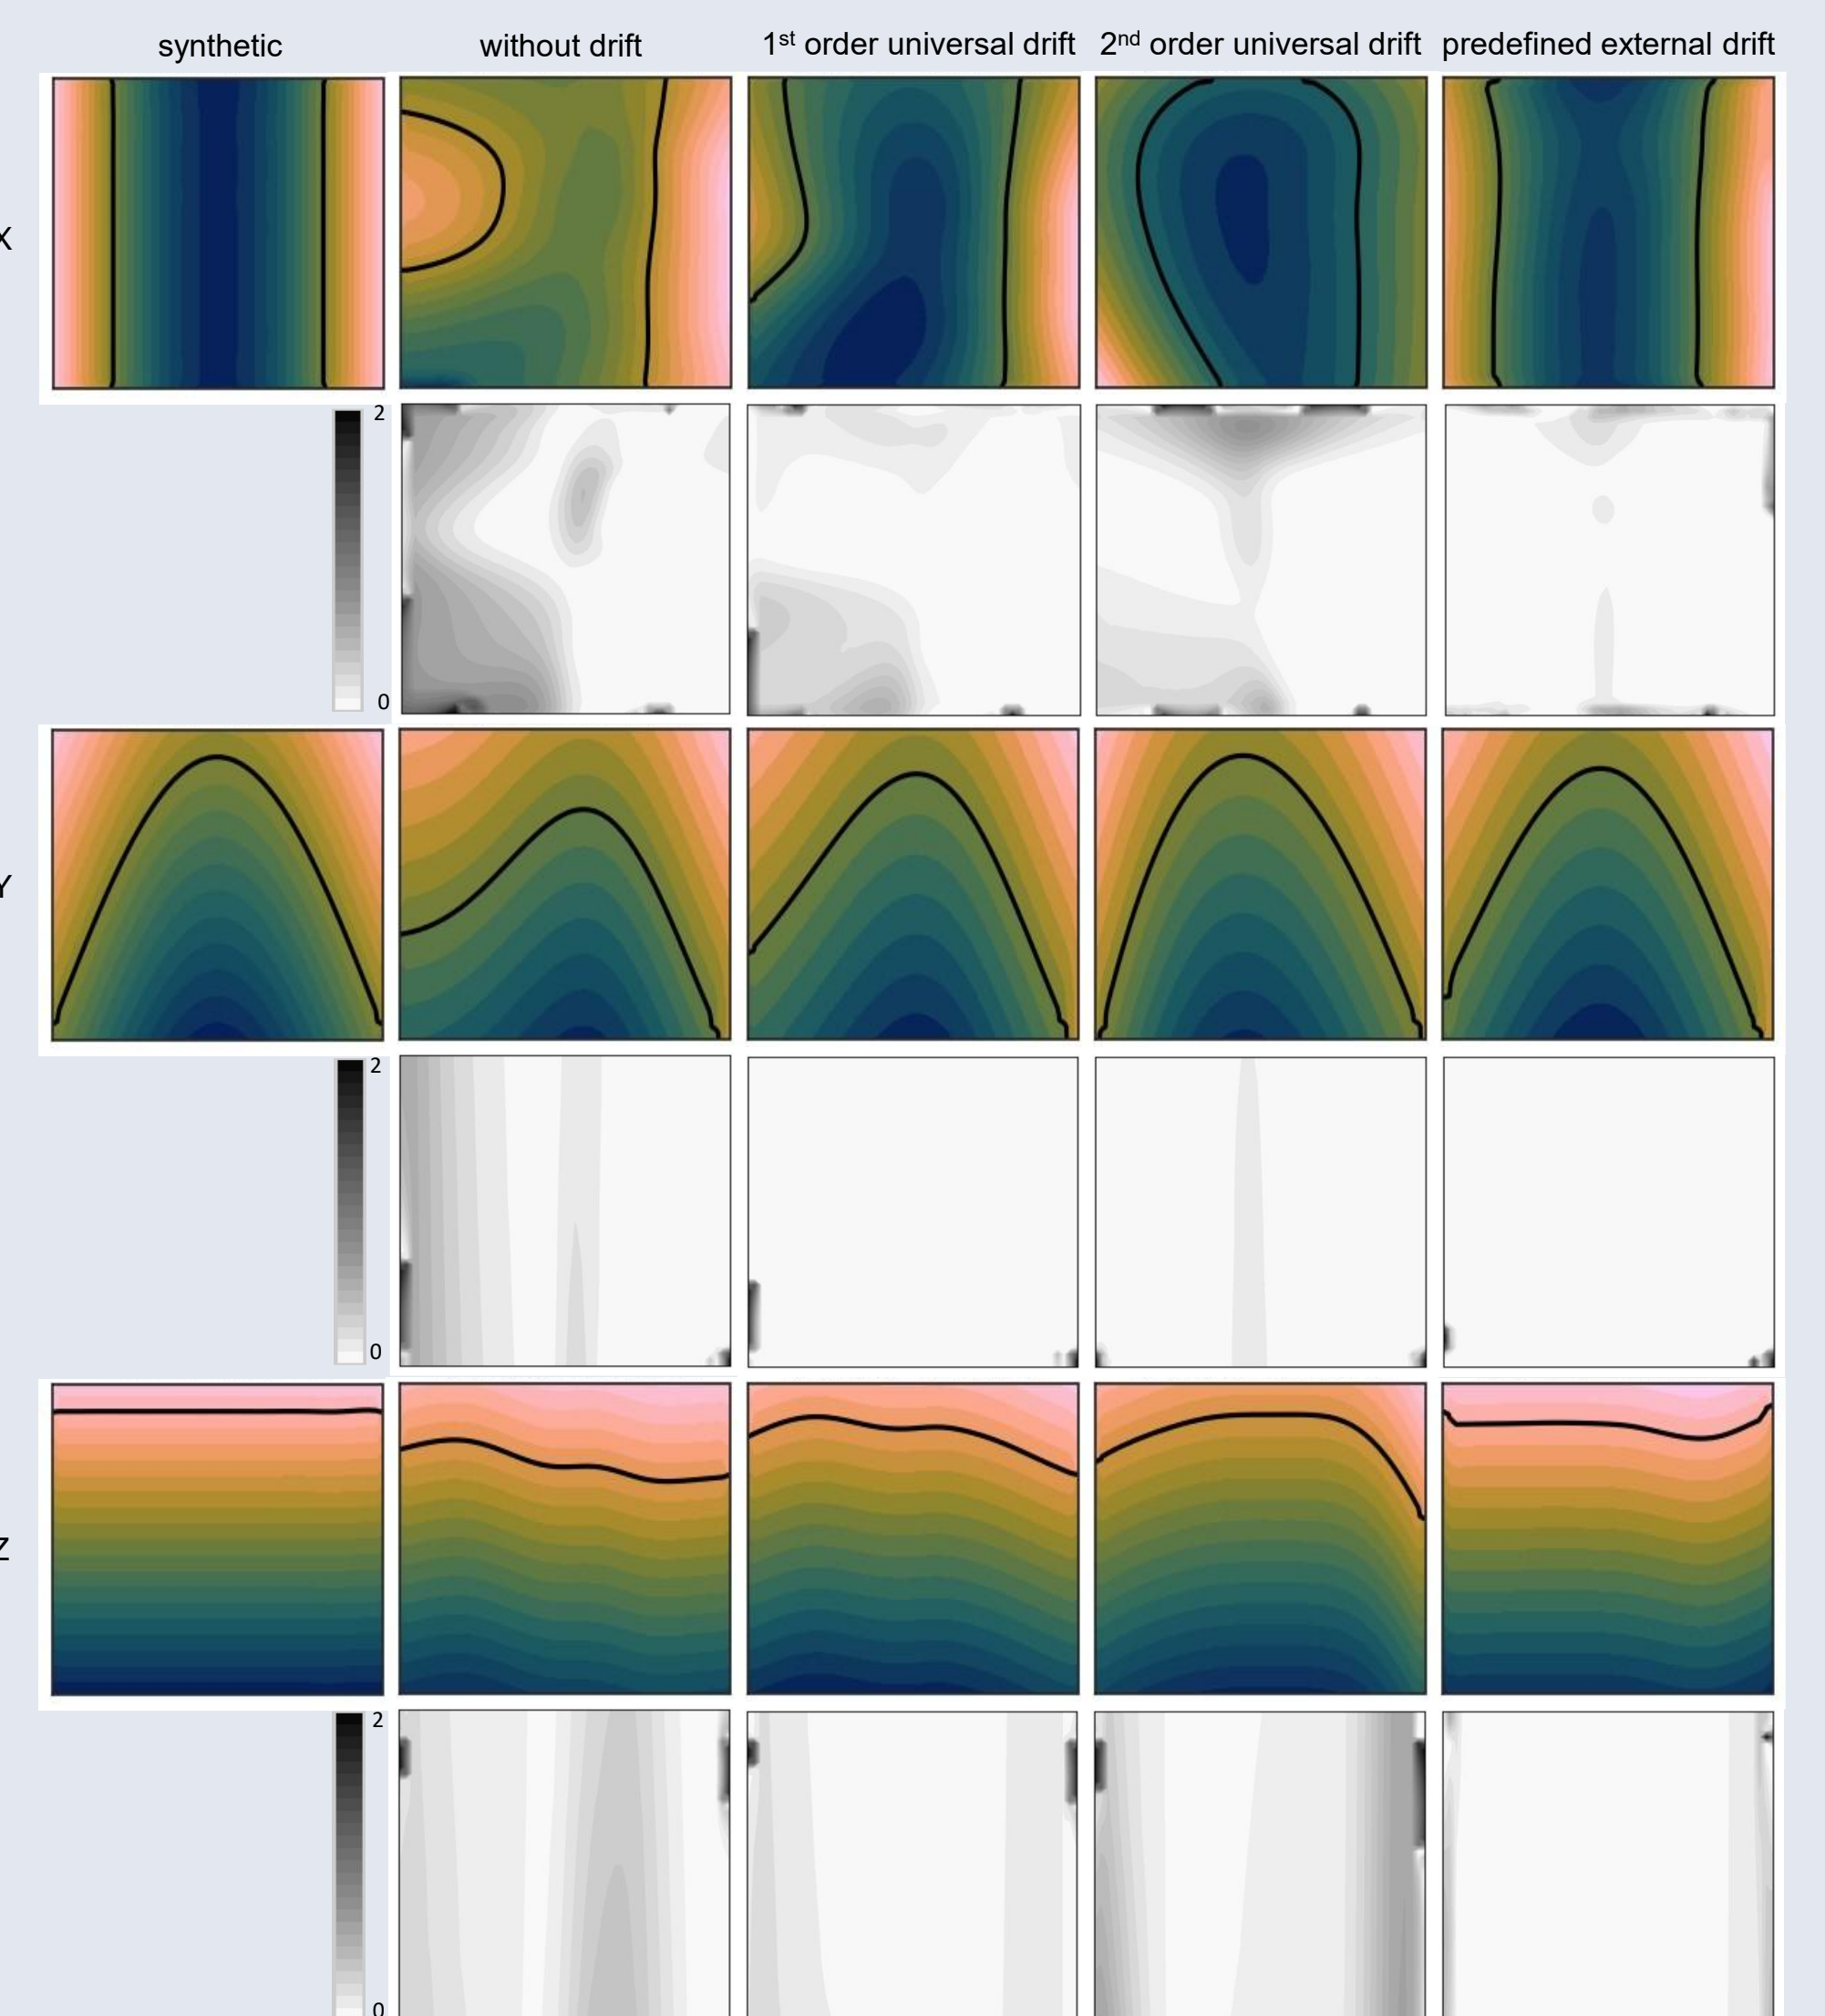 synthetic without drift 1st order universal drift 2nd order universal drift predefined external drift
X
2
0
Y
2
0
Z
2
0